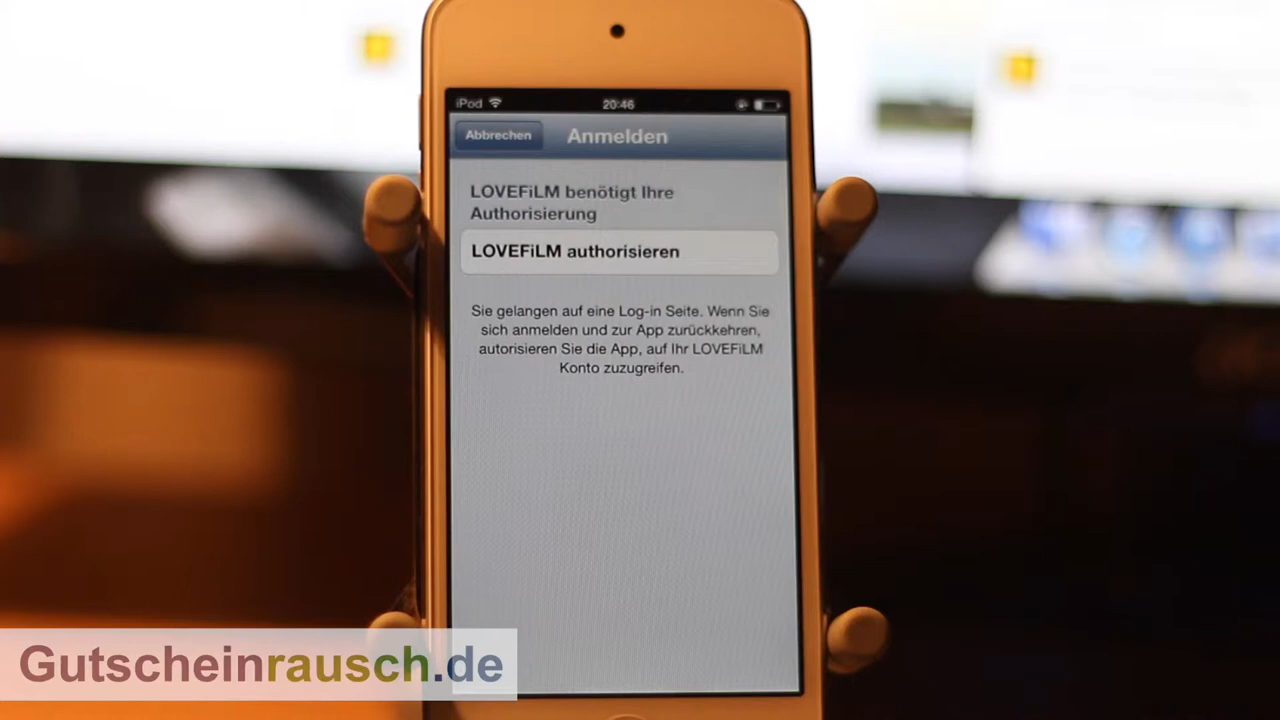 iPod
20:46
Abbrechen
Anmelden
LOVEFiLM benötigt Ihre
Authorisierung
LOVEFiLM authorisieren
Sie gelangen auf eine Log-in Seite. Wenn Sie
sich anmelden und zur App zurückkehren,
autorisieren Sie die App, auf Ihr LOVEFiLM
Konto zuzugreifen.
Gutscheinrausch.de